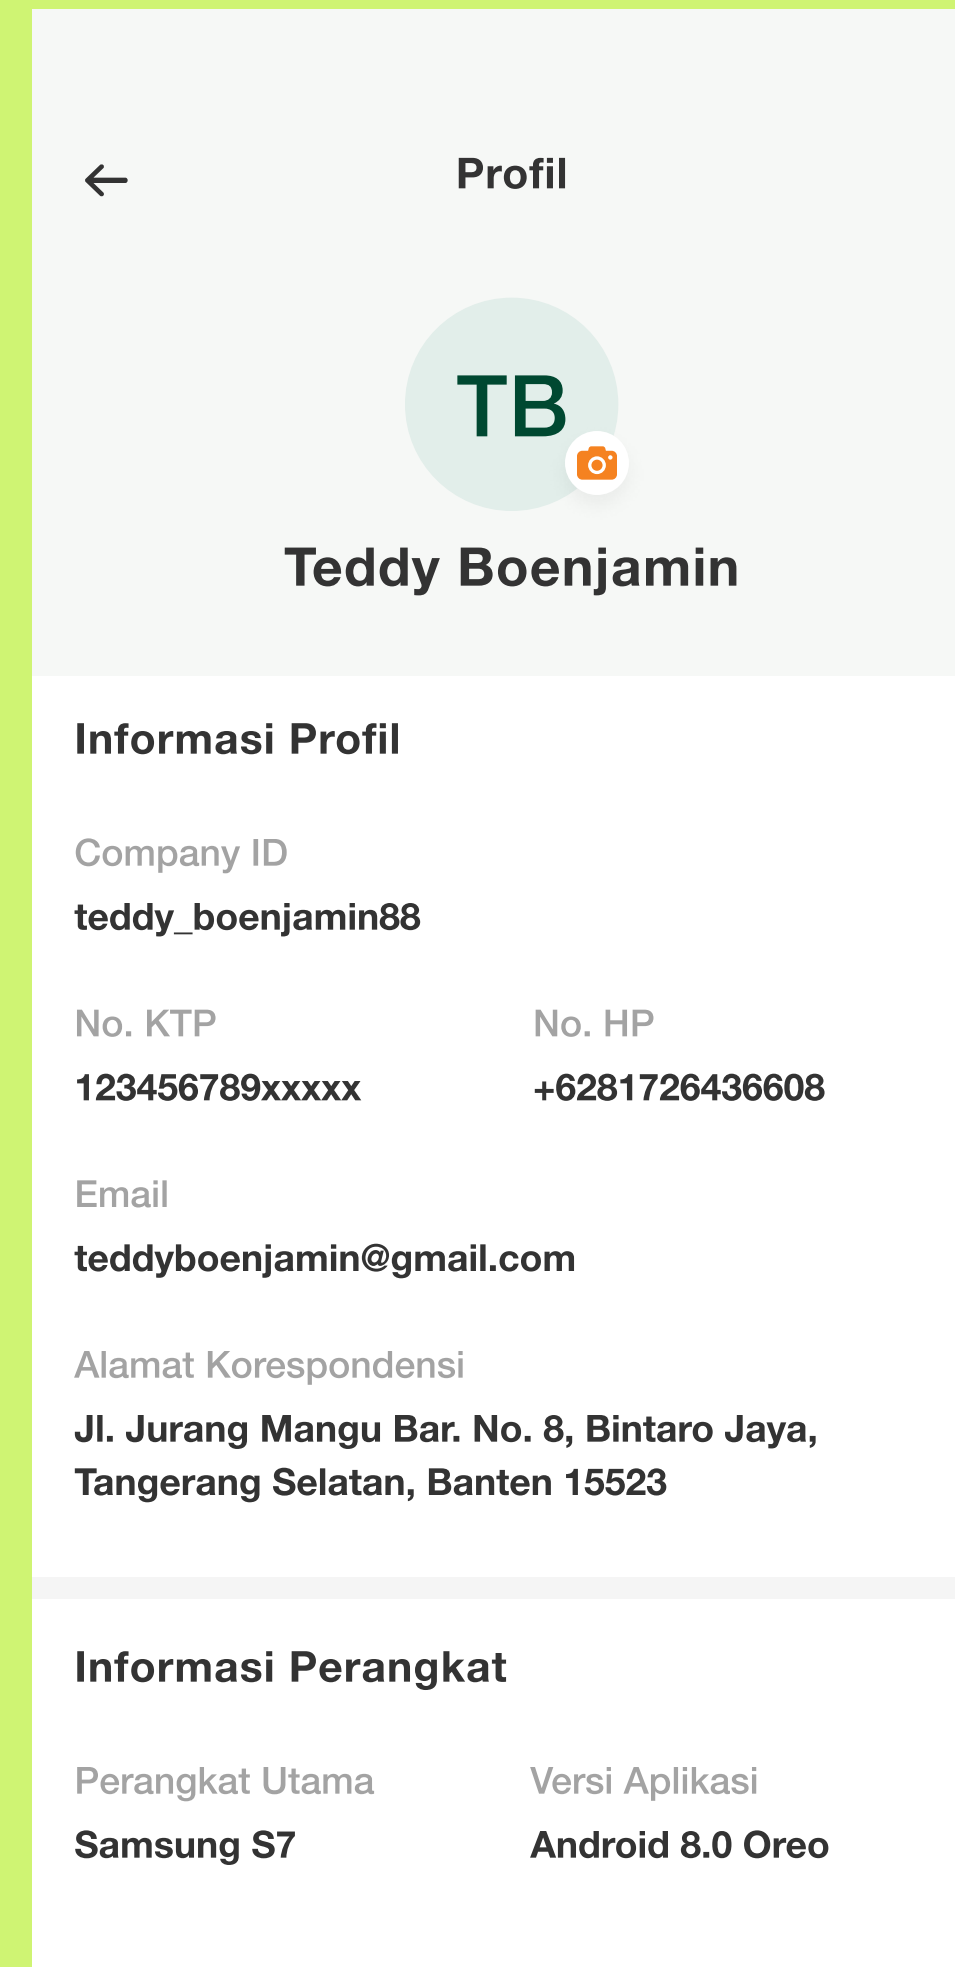 Profil
TB
Teddy Boenjamin
Informasi Profil
Company ID
teddy_boenjamin88
No. KTP
No. HP
123456789xxxxx
+6281726436608
Email
teddyboenjamin@gmail.com
Alamat Korespondensi
Jl. Jurang Mangu Bar. No. 8, Bintaro Jaya,
Tangerang Selatan, Banten 15523
Informasi Perangkat
Perangkat Utama
Versi Aplikasi
Samsung S7
Android 8.0 Oreo